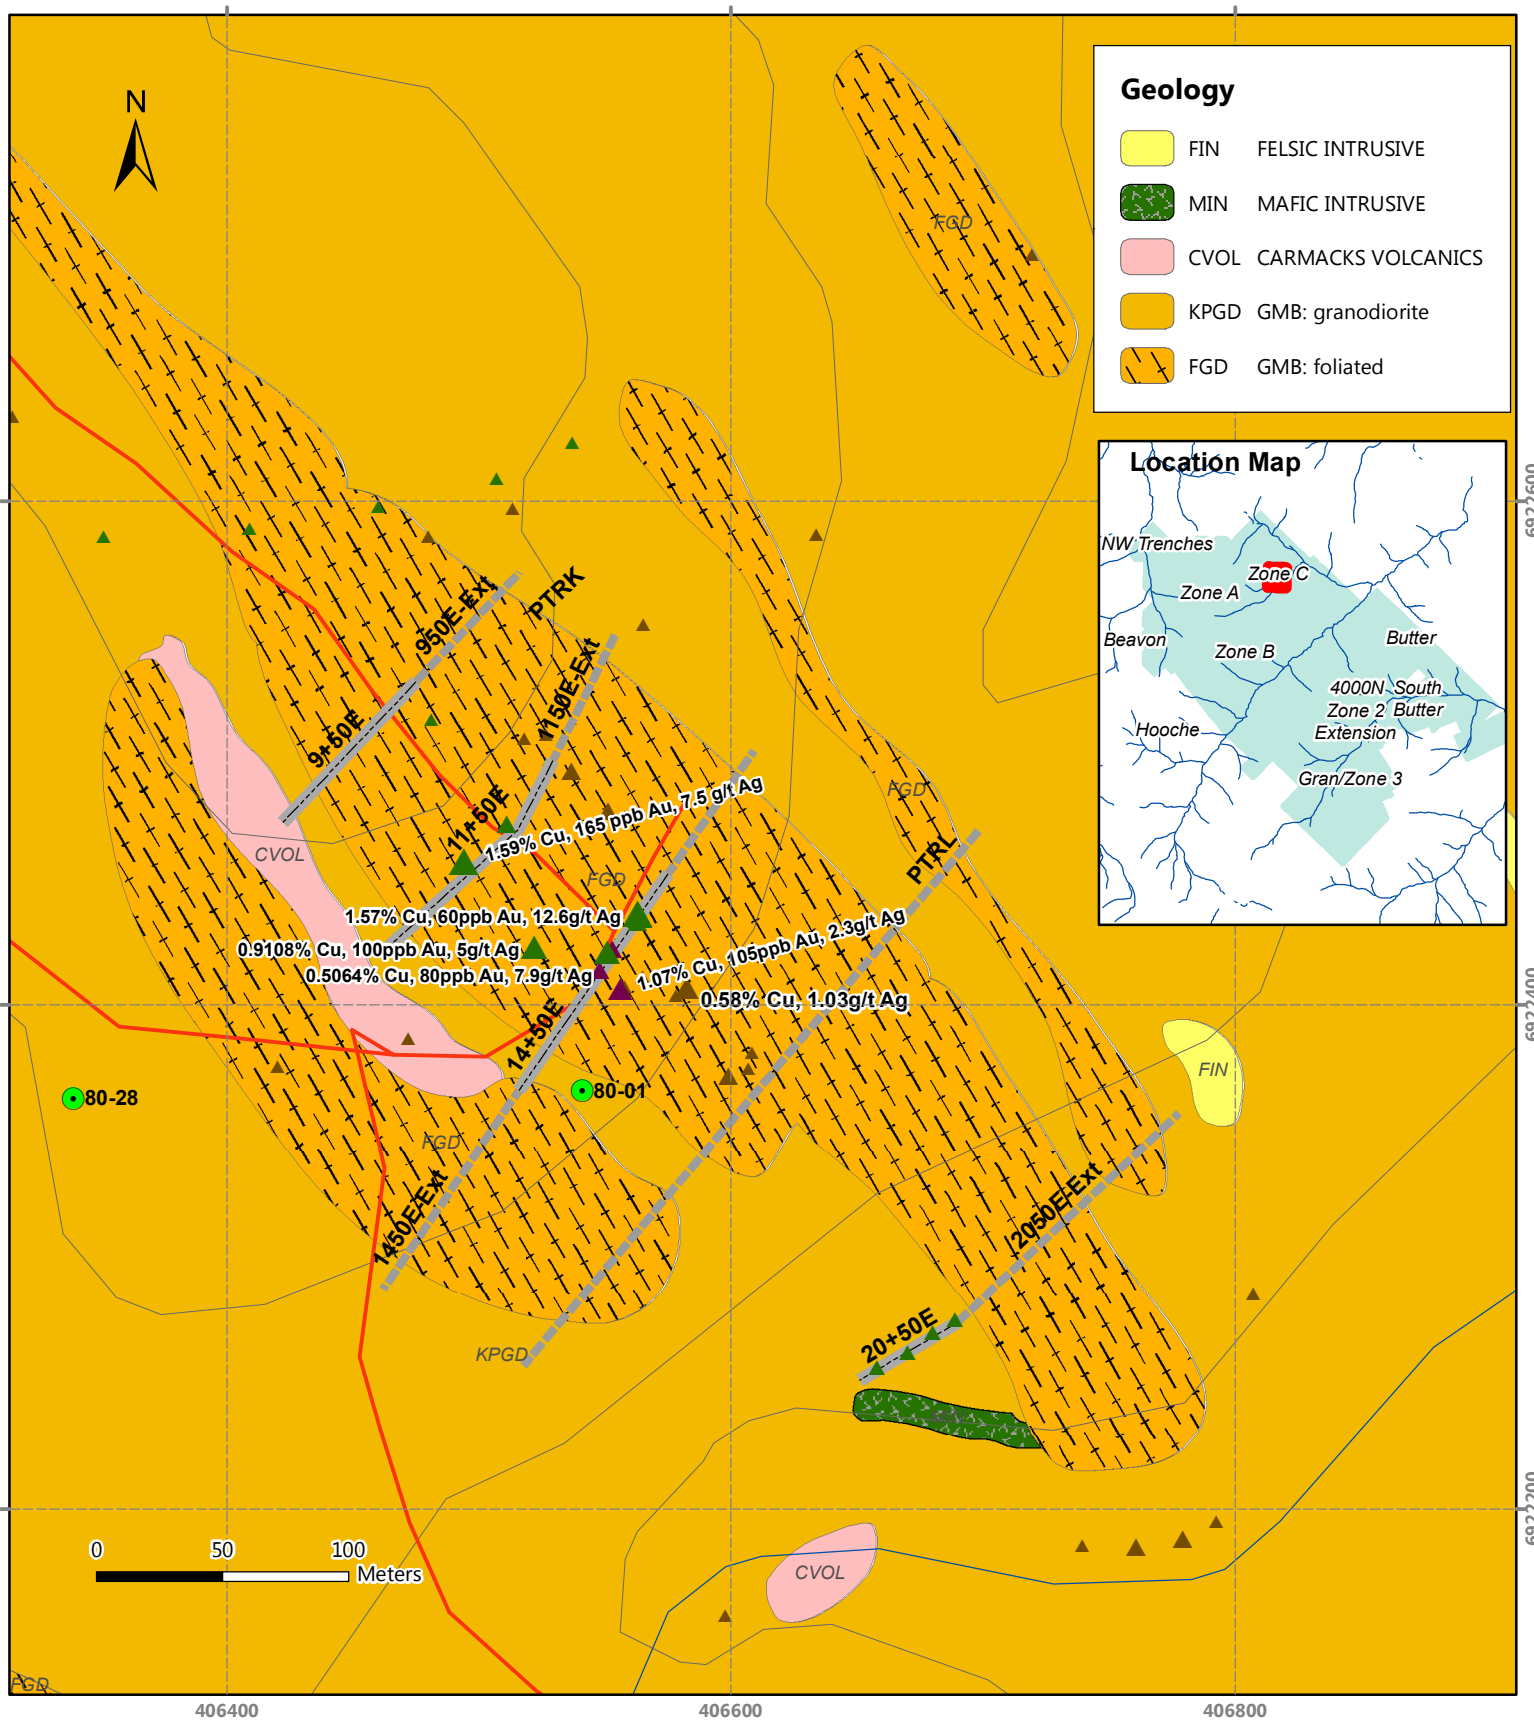 N
Geology
FIN FELSIC INTRUSIVE
MIN MAFIC INTRUSIVE
CVOL CARMACKS VOLCANICS
KPGD GMB: granodiorite
FGD GMB: foliated
Location Map
NW Trenches
Zone C
Zone A
Beavon
Zone B
Butter
4000N South
Zone 2 Butter
Extension
Hooche
Gran/Zone 3
FGD
6922600
950E-Ext
PTRK
1150E-Ext
9+50E
11+50E
1.59% Cu, 165 ppb Au, 7.5 g/t Ag
FGD
CVOL
FGD
PTRL
1.57% Cu, 60ppb Au, 12.6g/t Ag
0.9108% Cu, 100ppb Au, 5g/t Ag
0.5064% Cu, 80ppb Au, 7.9g/t Ag
1.07% Cu, 105ppb Au, 2.3g/t Ag
0.58% Cu, 1.03g/t Ag
6922400
14+50E
FIN
80-28
80-01
FGD
1450E-Ext
2050E-Ext
20+50E
KPGD
6922200
0 50 100
Meters
CVOL
FGD
406400 406600 406800